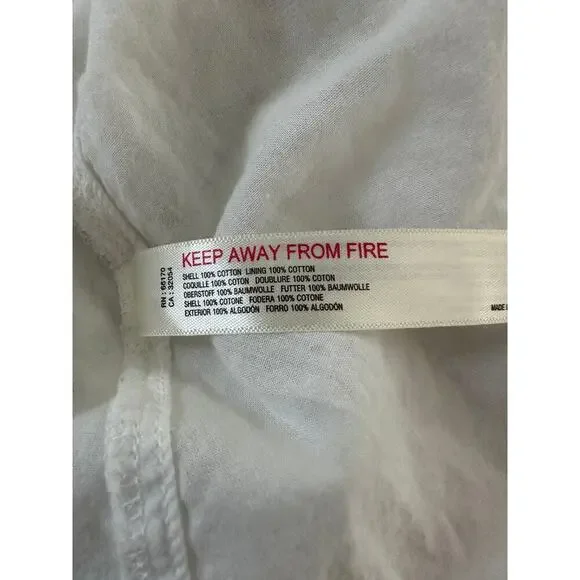 RN : 66170
CA : 32054
KEEP AWAY FROM FIRE
SHELL 100% COTTON LINING 100% COTTON
COQUILLE 100% COTON DOUBLURE 100% COTON
OBERSTOFF 100% BAUMWOLLE FUTTER 100% BAUMWOLLE
SHELL 100% COTONE FODERA 100% COTONE
EXTERIOR 100% ALGODÓN FORRO 100% ALGODÓN
MADE